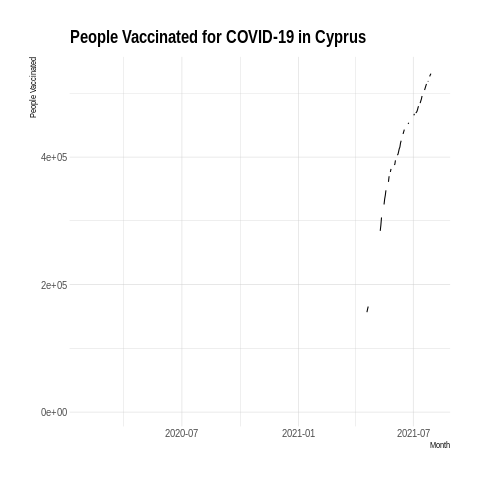 People Vaccinated for COVID-19 in Cyprus
People Vaccinated
4e+05
2e+05
0e+00
2020-07
2021-01
2021-07
Month